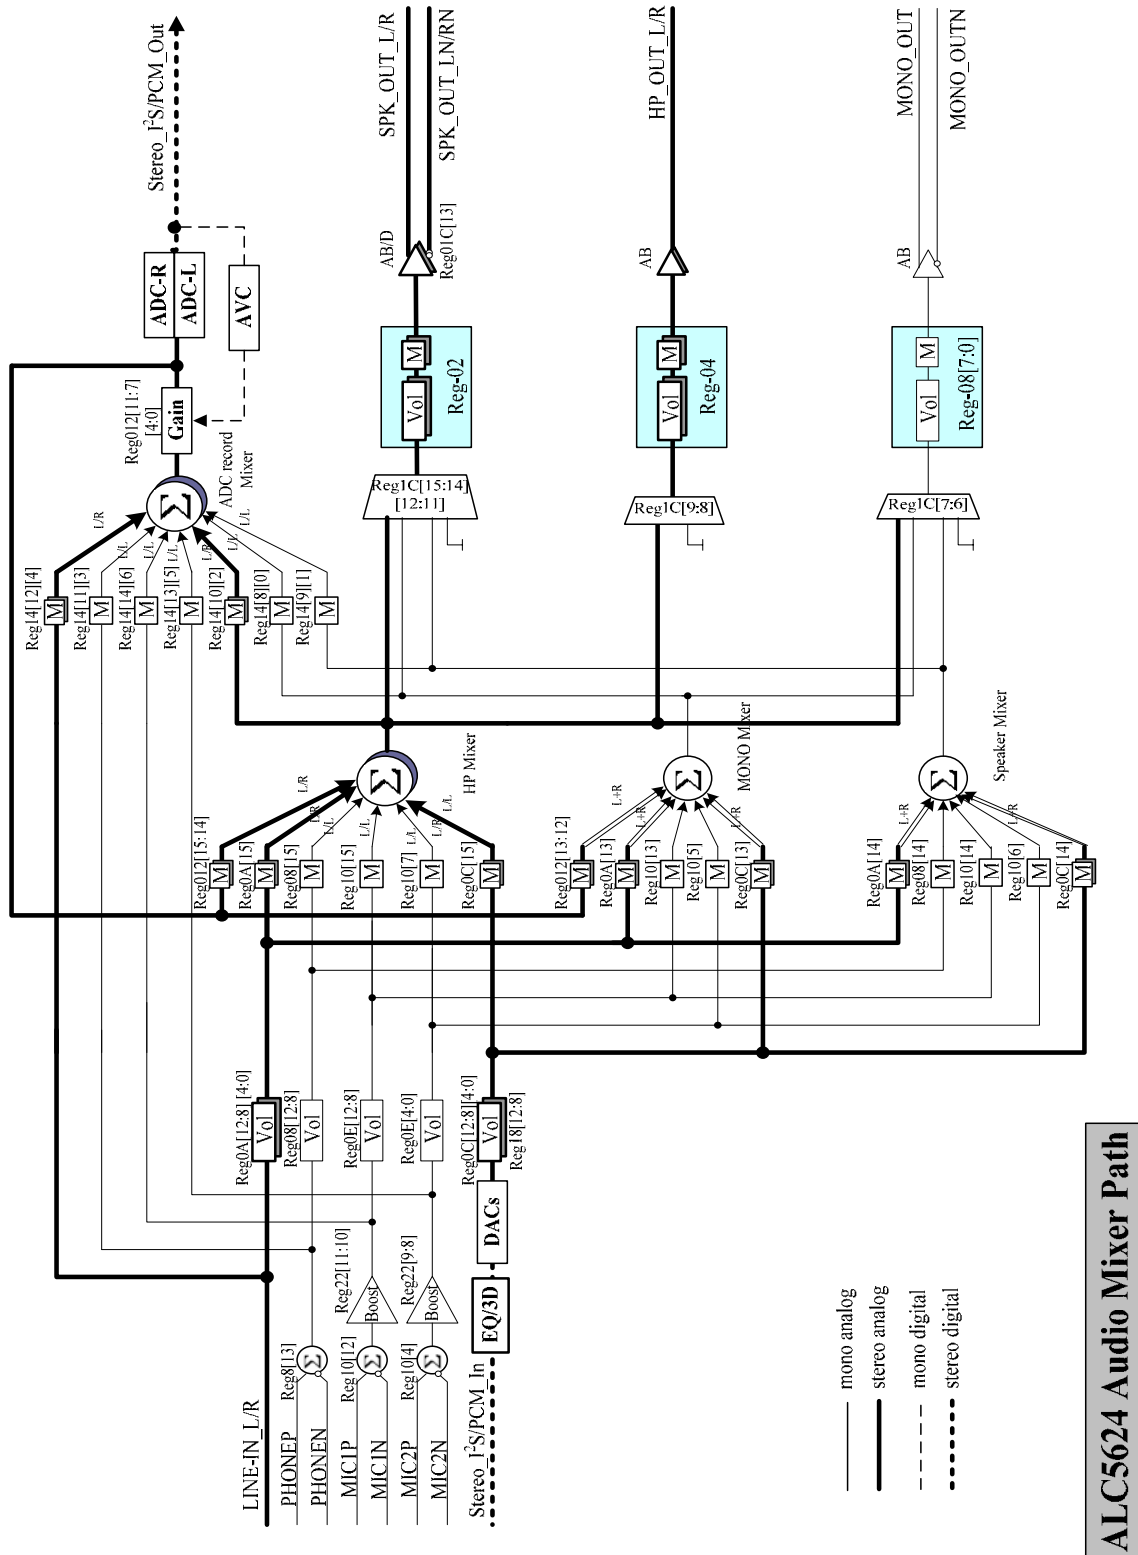 ALC5624 Audio Mixer Path
LINE-IN_L/R
PHONEP
PHONEN
MIC1P
MIC1N
MIC2P
MIC2N
Stereo_I²S/PCM_In
Reg8[13]
Σ
Reg10[12]
Σ
Reg10[4]
Σ
EQ/3D
Reg22[11:10]
Boost
Reg22[9:8]
Boost
DACs
Reg0A[12:8] [4:0]
Vol
Reg08[12:8]
Vol
Reg0E[12:8]
Vol
Reg0E[4:0]
Vol
Reg0C[12:8] [4:0]
Vol
Reg18[12:8]
Reg012[15:14]
M
Reg0A[15]
M
Reg08[15]
M
Reg10[15]
M
Reg10[7]
M
Reg0C[15]
M
L/R
L/R
L/L
L/L
L/L
L/R
L/L
Σ
HP Mixer
Reg012[13:12]
M
Reg0A[13]
M
Reg10[13]
M
Reg10[5]
M
Reg0C[13]
M
L+R
L+R
L+R
Σ
MONO Mixer
Reg0A[14]
M
Reg08[14]
M
Reg10[14]
M
Reg10[6]
M
Reg0C[14]
M
L+R
L/R
Σ
Speaker Mixer
Reg14[12][4]
M
Reg14[11][3]
M
Reg14[14][6]
M
Reg14[13][5]
M
Reg14[10][2]
M
Reg14[8][0]
M
Reg14[9][1]
M
L/R
L/L
L/L
L/L
L/R
L/L
L/L
Σ
ADC record
Mixer
Reg012[11:7]
[4:0]
Gain
ADC-R
ADC-L
AVC
Stereo_I²S/PCM_Out
Reg1C[15:14]
[12:11]
Vol
M
Reg-02
AB/D
Reg01C[13]
SPK_OUT_L/R
SPK_OUT_LN/RN
Reg1C[9:8]
Vol
M
Reg-04
AB
HP_OUT_L/R
Reg1C[7:6]
Vol
M
Reg-08[7:0]
AB
MONO_OUT
MONO_OUTN
mono analog
stereo analog
mono digital
stereo digital